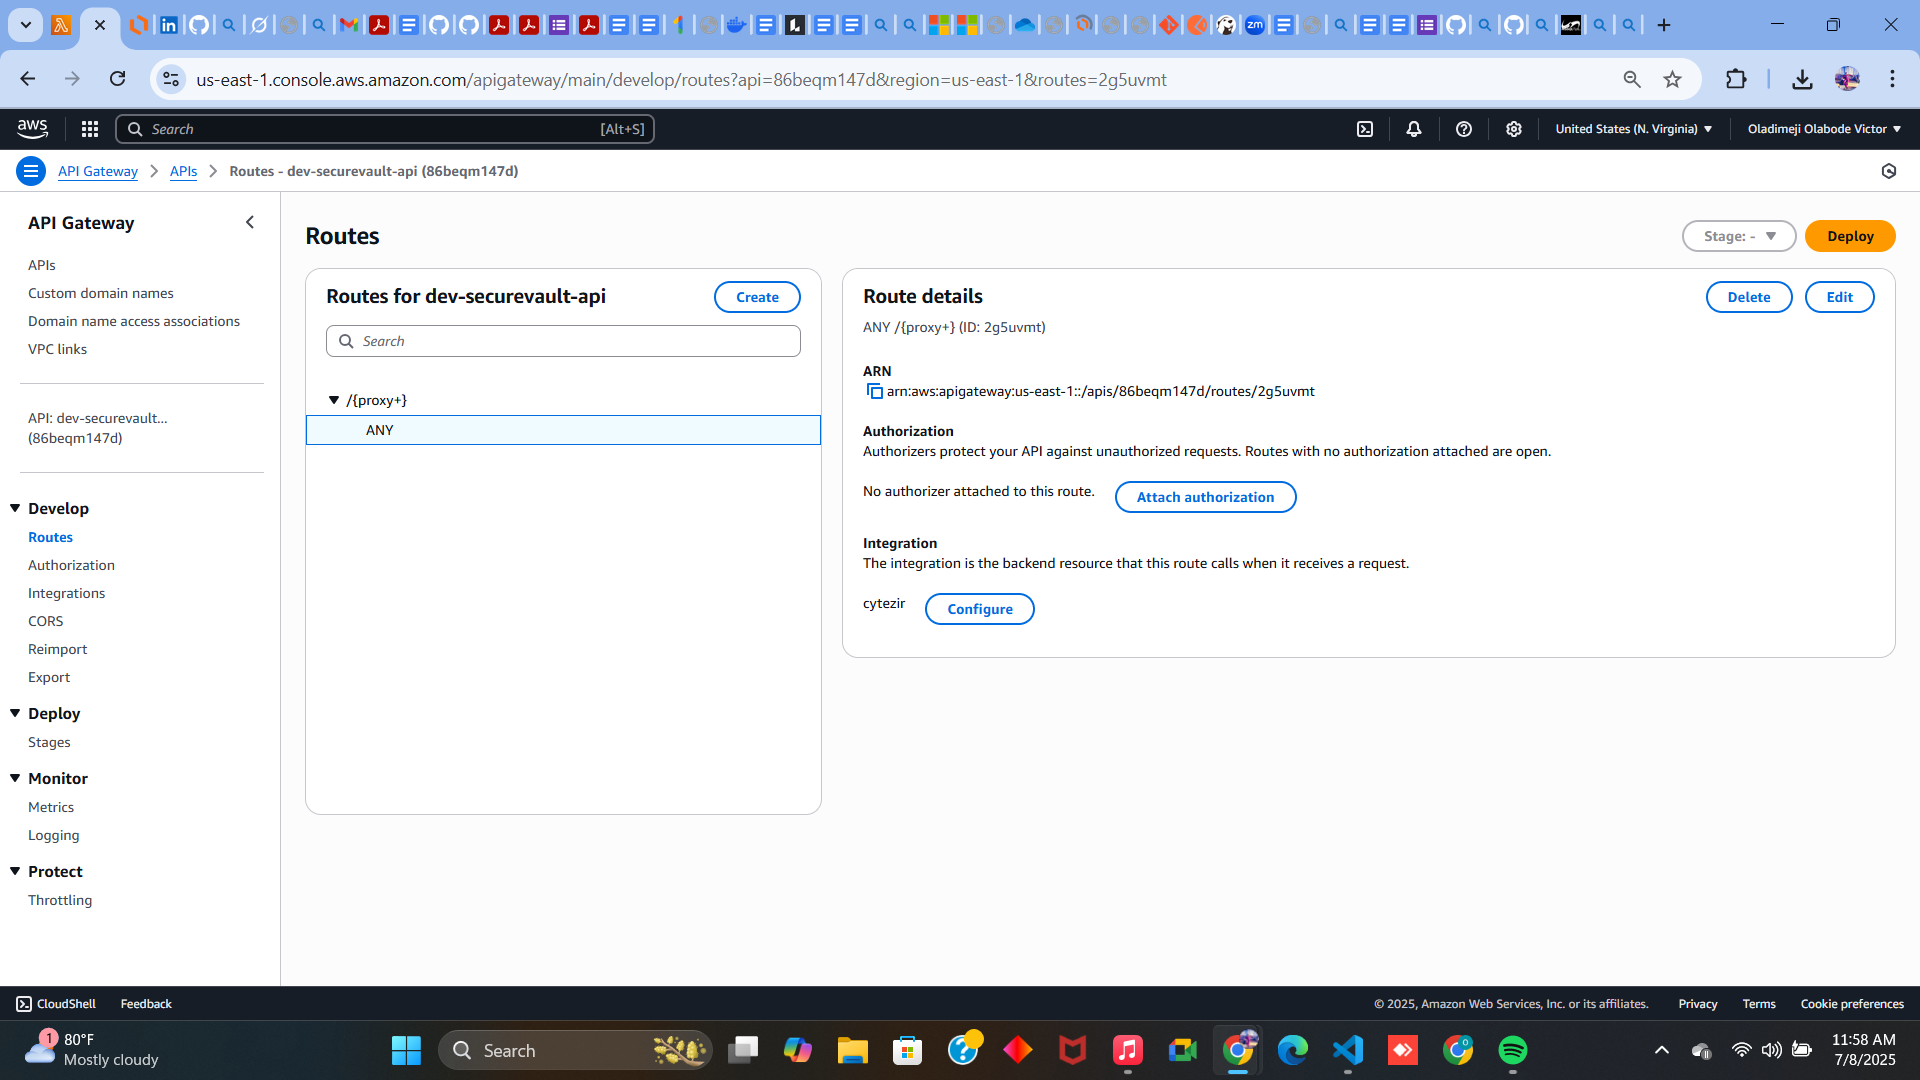 us-east-1.console.aws.amazon.com/apigateway/main/develop/routes?api=86beqm147d&region=us-east-1&routes=2g5uvmt
aws
Search
[Alt+S]
United States (N. Virginia)
Oladimeji Olabode Victor
API Gateway
APIs
Routes - dev-securevault-api (86beqm147d)
API Gateway
APIs
Custom domain names
Domain name access associations
VPC links
API: dev-securevault...
(86beqm147d)
Develop
Routes
Authorization
Integrations
CORS
Reimport
Export
Deploy
Stages
Monitor
Metrics
Logging
Protect
Throttling
Routes
Stage: -
Deploy
Routes for dev-securevault-api
Create
Search
/{proxy+}
ANY
Route details
Delete
Edit
ANY /{proxy+} (ID: 2g5uvmt)
ARN
arn:aws:apigateway:us-east-1::/apis/86beqm147d/routes/2g5uvmt
Authorization
Authorizers protect your API against unauthorized requests. Routes with no authorization attached are open.
No authorizer attached to this route.
Attach authorization
Integration
The integration is the backend resource that this route calls when it receives a request.
cytezir
Configure
CloudShell
Feedback
© 2025, Amazon Web Services, Inc. or its affiliates.
Privacy
Terms
Cookie preferences
1
80°F
Mostly cloudy
Search
11:58 AM
7/8/2025